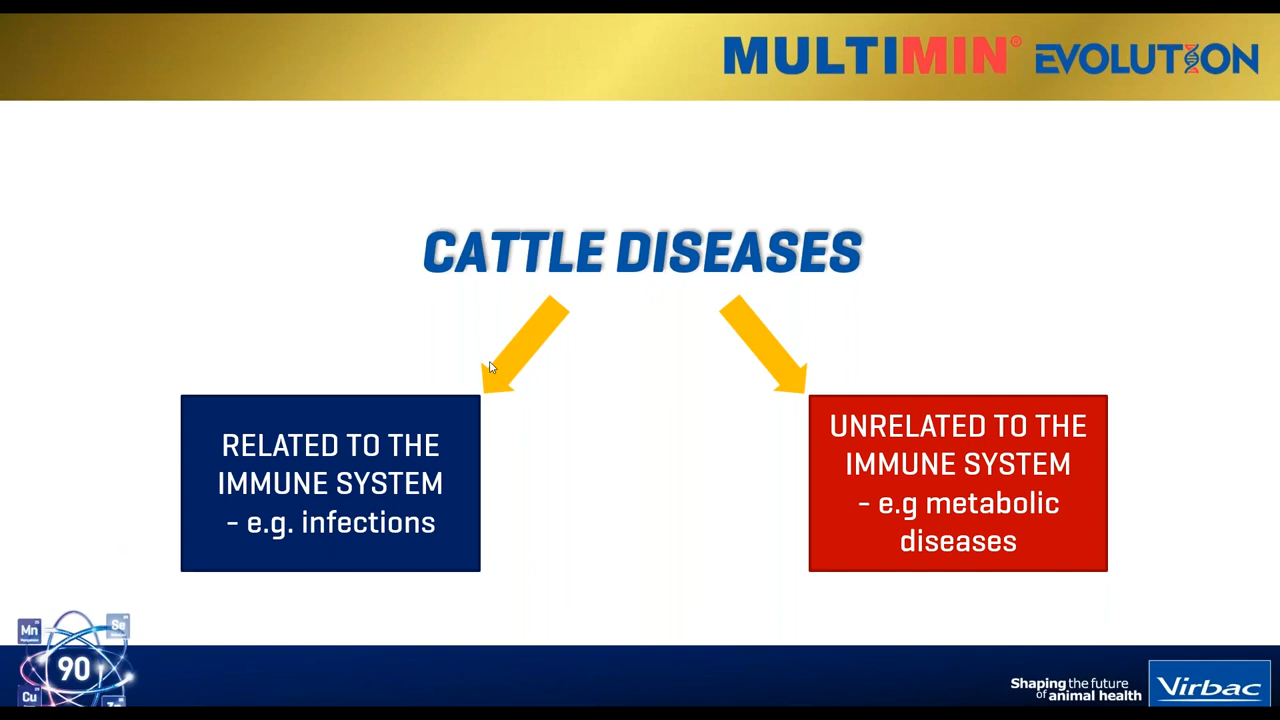 MULTIMIN® EVOLUTION
CATTLE DISEASES
RELATED TO THE
IMMUNE SYSTEM
- e.g. infections
UNRELATED TO THE
IMMUNE SYSTEM
- e.g metabolic
diseases
Mn
Se
90
Cu
Shaping the future
of animal health
Virbac